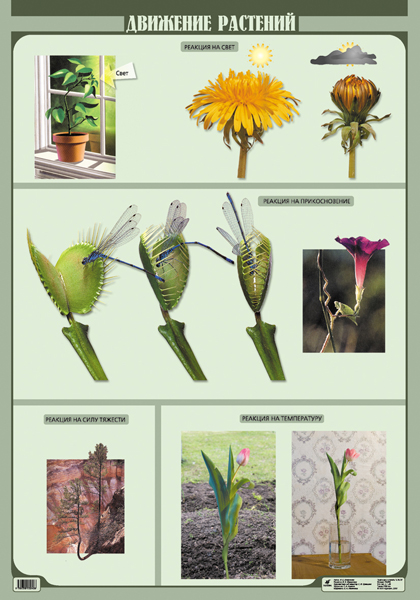 ДВИЖЕНИЕ РАСТЕНИЙ
РЕАКЦИЯ НА СВЕТ
Свет
РЕАКЦИЯ НА ПРИКОСНОВЕНИЕ
РЕАКЦИЯ НА СИЛУ ТЯЖЕСТИ
РЕАКЦИЯ НА ТЕМПЕРАТУРУ